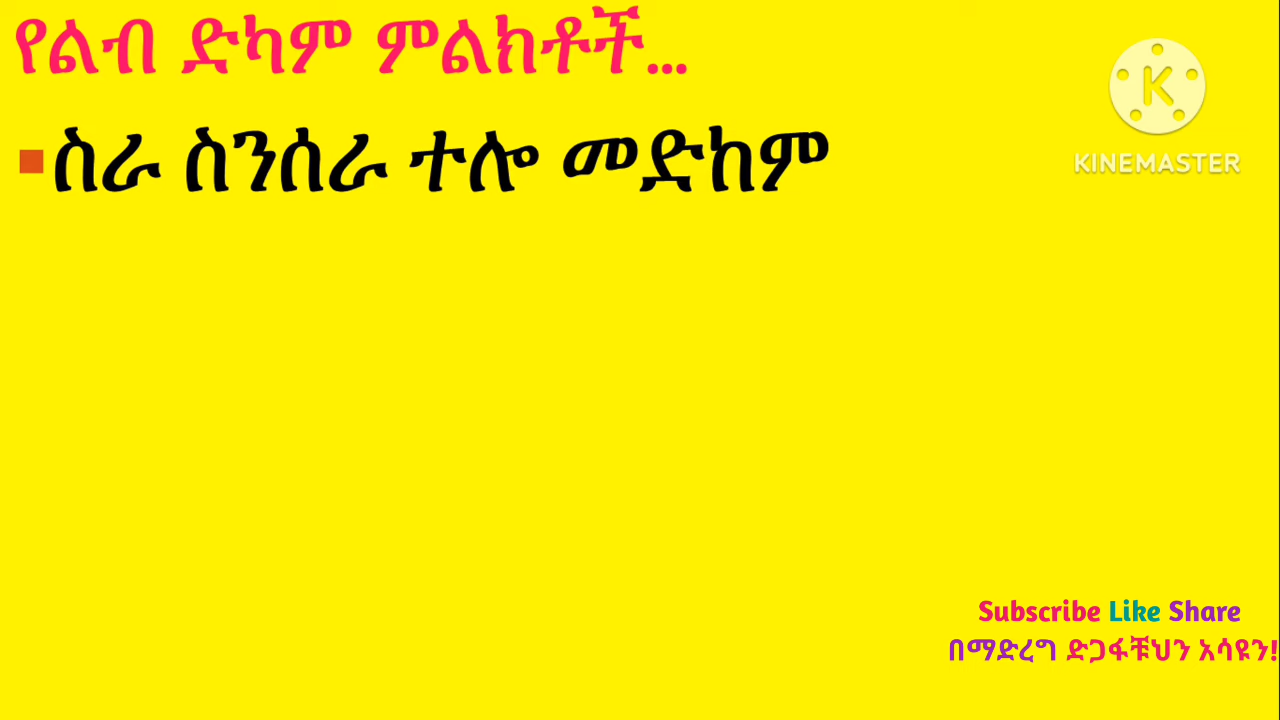 የልብ ድካም ምልክቶች...
▪ስራ ስንሰራ ተሎ መድከም
K
KINEMASTER
Subscribe Like Share
በማድረግ ድጋፋቹህን አሳዩን!